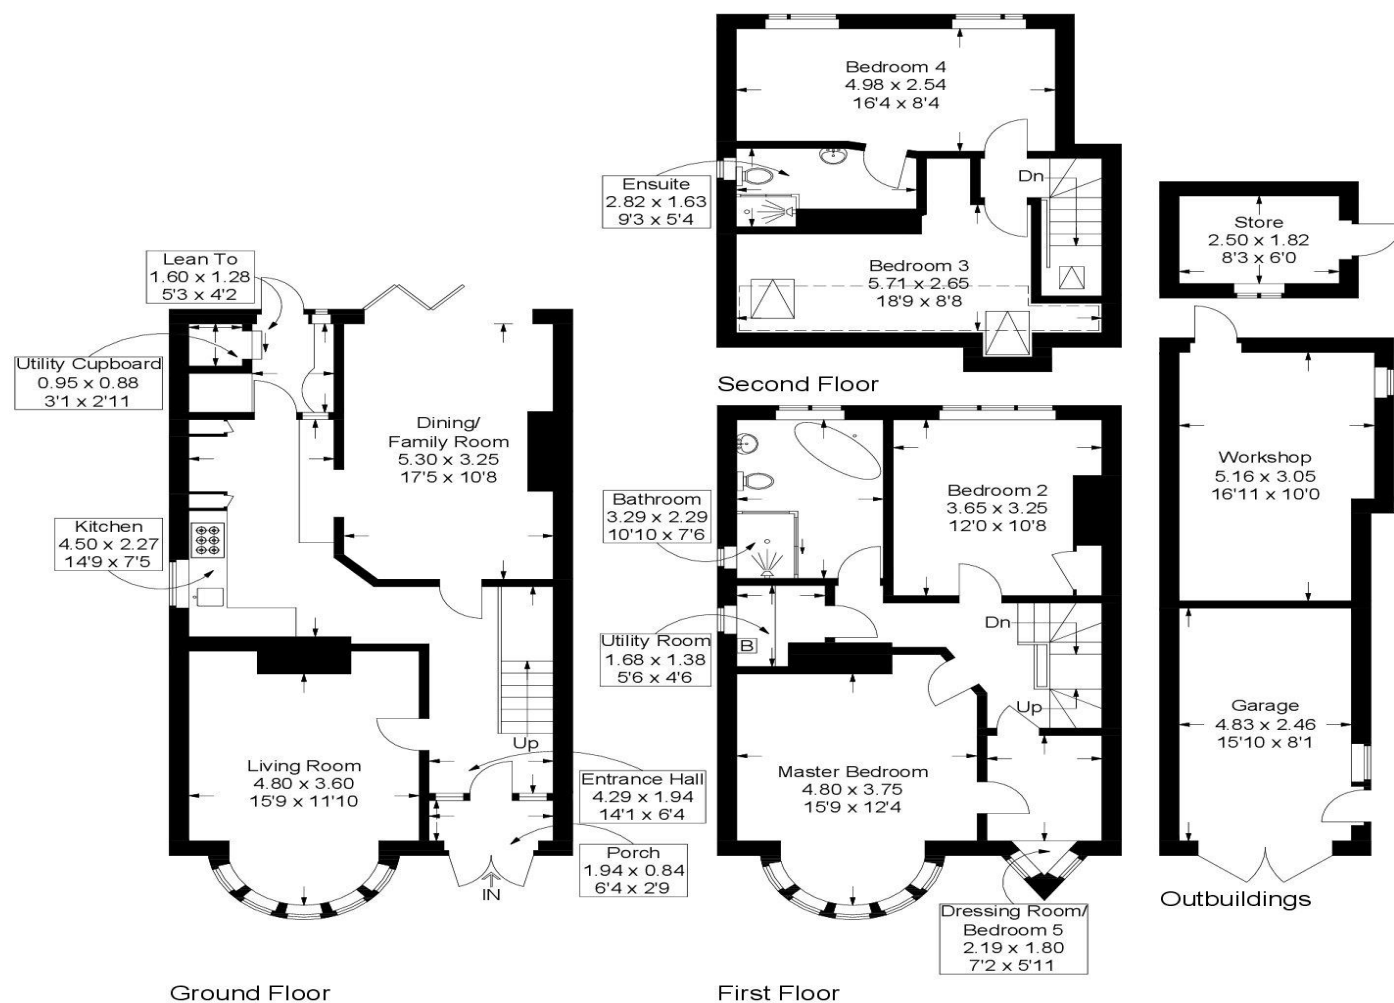 Bedroom 4
4.98 x 2.54
16'4 x 8'4
Ensuite
2.82 x 1.63
9'3 x 5'4
Dn
Bedroom 3
5.71 x 2.65
18'9 x 8'8
Second Floor
Store
2.50 x 1.82
8'3 x 6'0
Workshop
5.16 x 3.05
16'11 x 10'0
Garage
4.83 x 2.46
15'10 x 8'1
Outbuildings
Lean To
1.60 x 1.28
5'3 x 4'2
Utility Cupboard
0.95 x 0.88
3'1 x 2'11
Dining/
Family Room
5.30 x 3.25
17'5 x 10'8
Kitchen
4.50 x 2.27
14'9 x 7'5
Living Room
4.80 x 3.60
15'9 x 11'10
Up
Entrance Hall
4.29 x 1.94
14'1 x 6'4
Porch
1.94 x 0.84
6'4 x 2'9
IN
Ground Floor
Bathroom
3.29 x 2.29
10'10 x 7'6
Bedroom 2
3.65 x 3.25
12'0 x 10'8
Utility Room
1.68 x 1.38
5'6 x 4'6
B
Dn
Up
Master Bedroom
4.80 x 3.75
15'9 x 12'4
Dressing Room/
Bedroom 5
2.19 x 1.80
7'2 x 5'11
First Floor